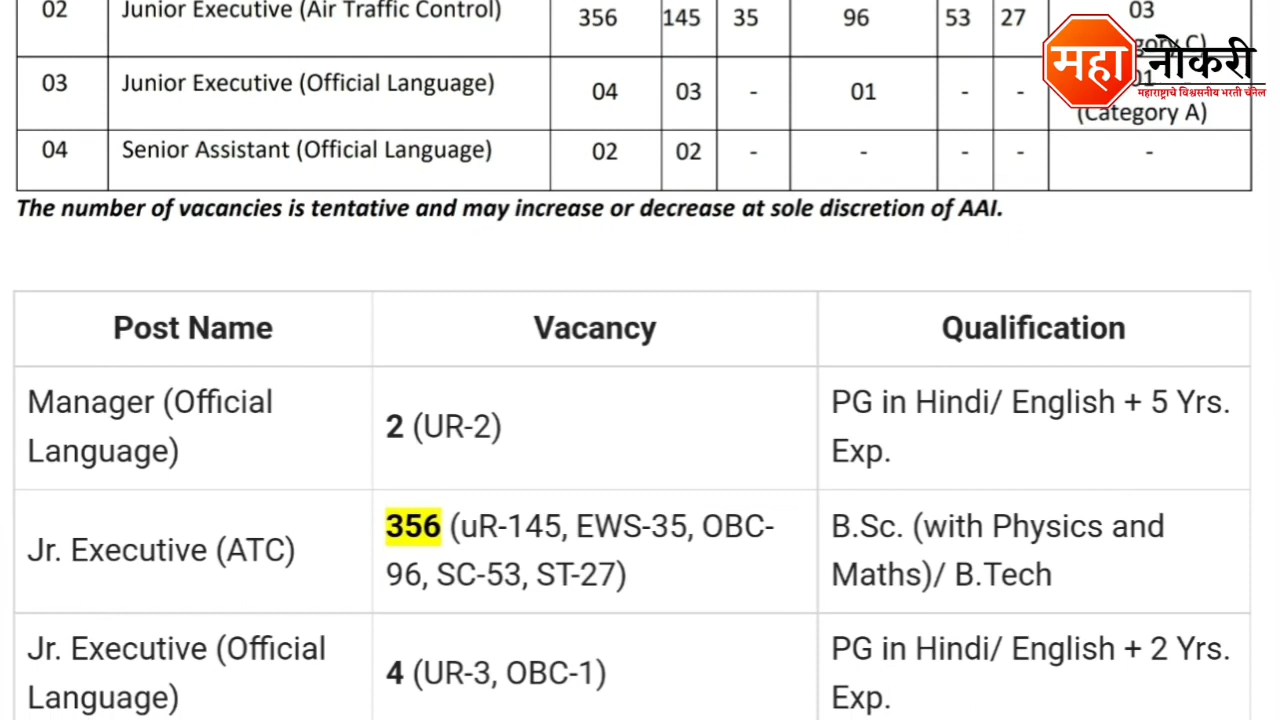 02 Junior Executive (Air Traffic Control) 356 145 35 96 53 27 03
महा नोकरी
महाराष्ट्राचे विश्वसनीय भरती चॅनेल
03 Junior Executive (Official Language) 04 03 - 01 - - 01
(Category A)
04 Senior Assistant (Official Language) 02 02 - - - - -
The number of vacancies is tentative and may increase or decrease at sole discretion of AAI.
Post Name Vacancy Qualification
Manager (Official Language) 2 (UR-2) PG in Hindi/ English + 5 Yrs. Exp.
Jr. Executive (ATC) 356 (uR-145, EWS-35, OBC-96, SC-53, ST-27) B.Sc. (with Physics and Maths)/ B.Tech
Jr. Executive (Official Language) 4 (UR-3, OBC-1) PG in Hindi/ English + 2 Yrs. Exp.